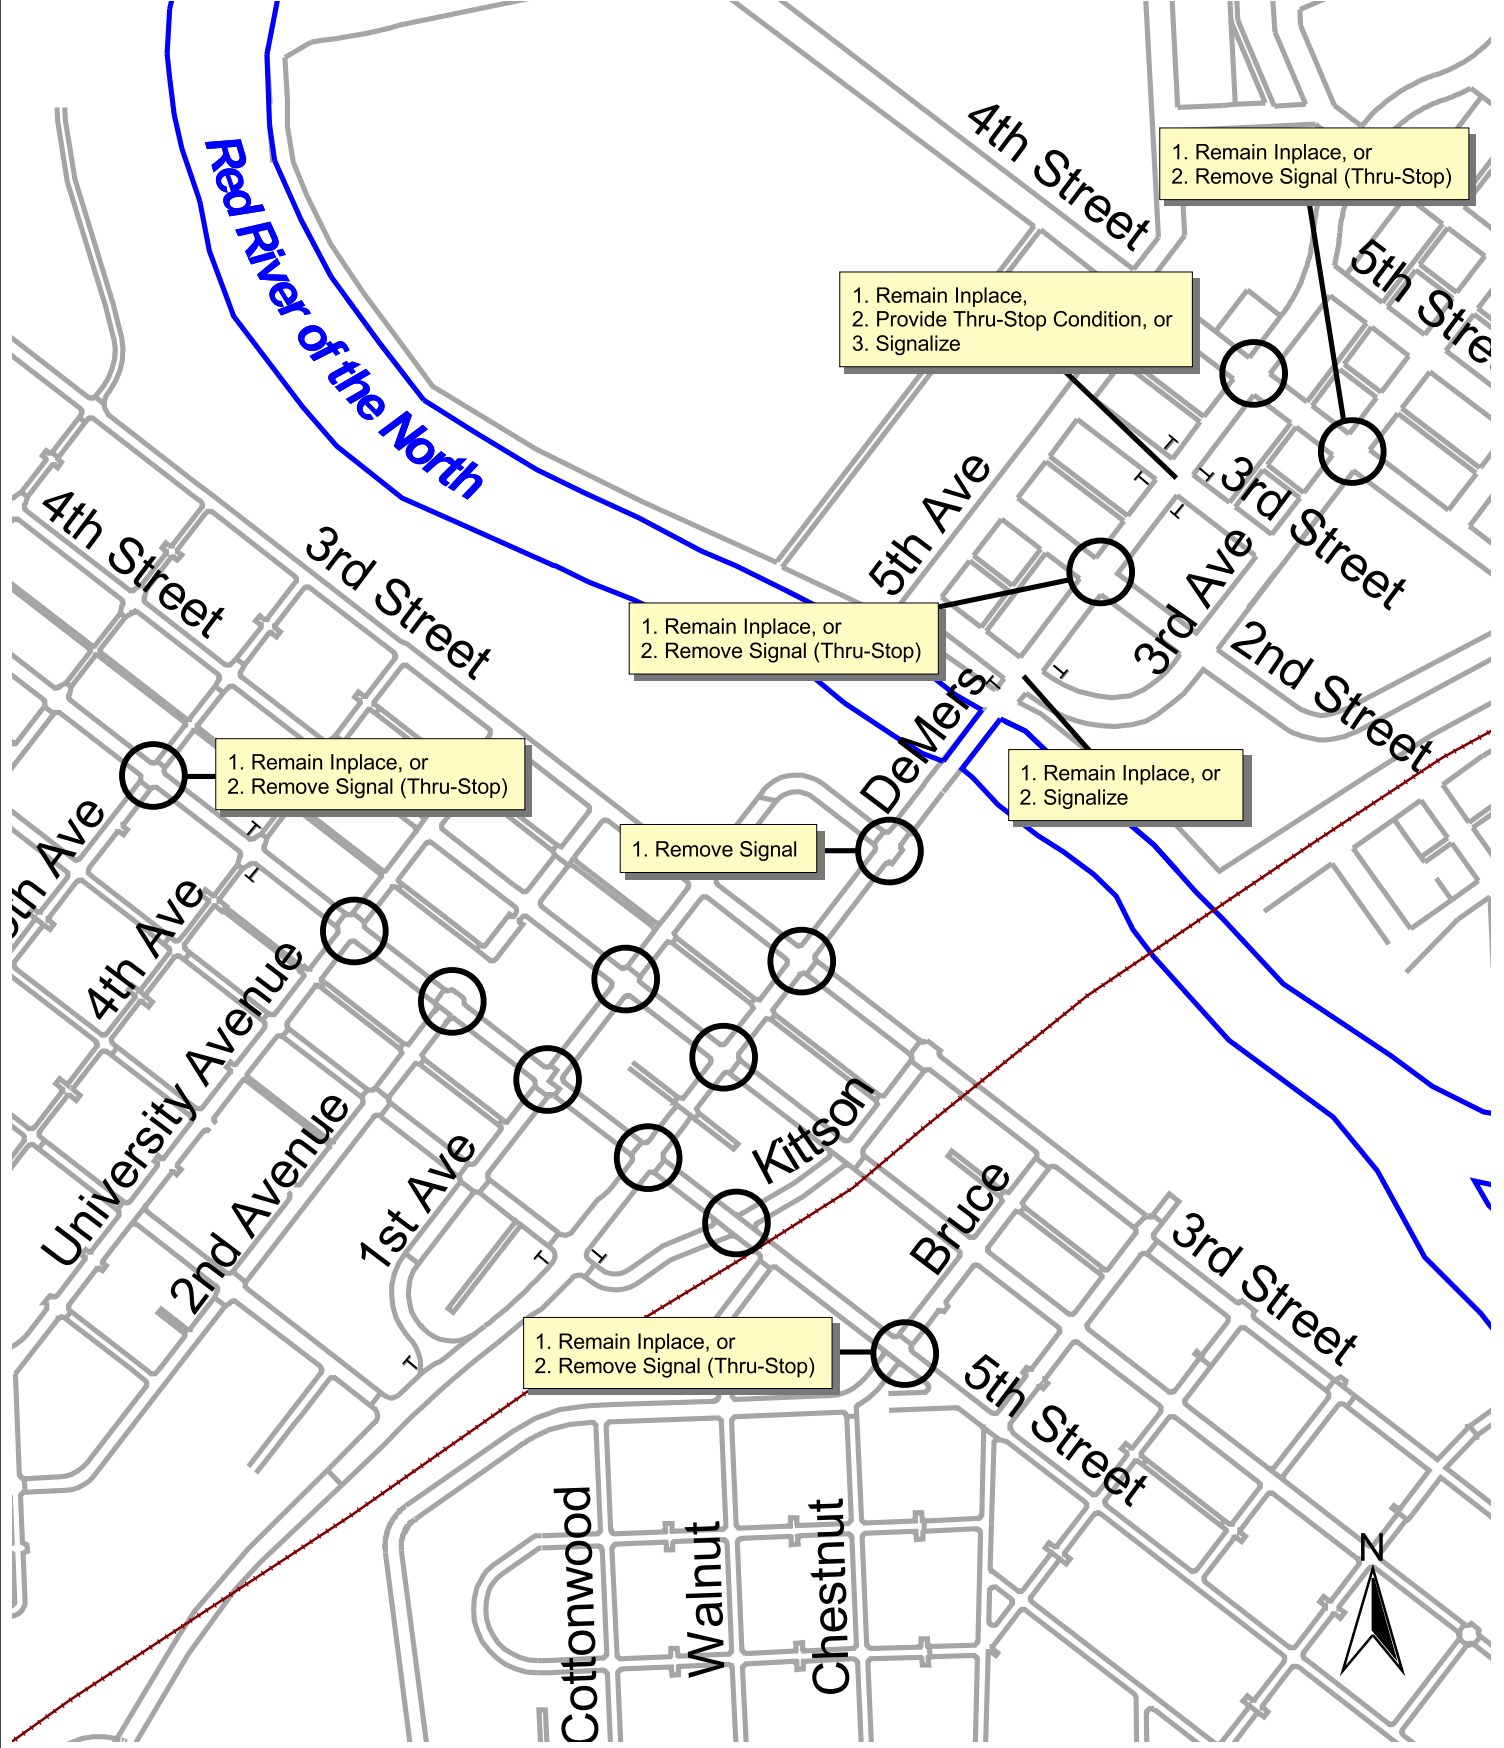 4th Street
1. Remain Inplace, or
2. Remove Signal (Thru-Stop)
Red River of the North
5th Stre
1. Remain Inplace,
2. Provide Thru-Stop Condition, or
3. Signalize
5th Ave
3rd Street
4th Street
3rd Street
3rd Ave
1. Remain Inplace, or
2. Remove Signal (Thru-Stop)
2nd Street
DeMers
1. Remain Inplace, or
2. Remove Signal (Thru-Stop)
1. Remain Inplace, or
2. Signalize
1. Remove Signal
th Ave
4th Ave
University Avenue
2nd Avenue
1st Ave
Kittson
Bruce
3rd Street
1. Remain Inplace, or
2. Remove Signal (Thru-Stop)
5th Street
Cottonwood
Walnut
Chestnut
N